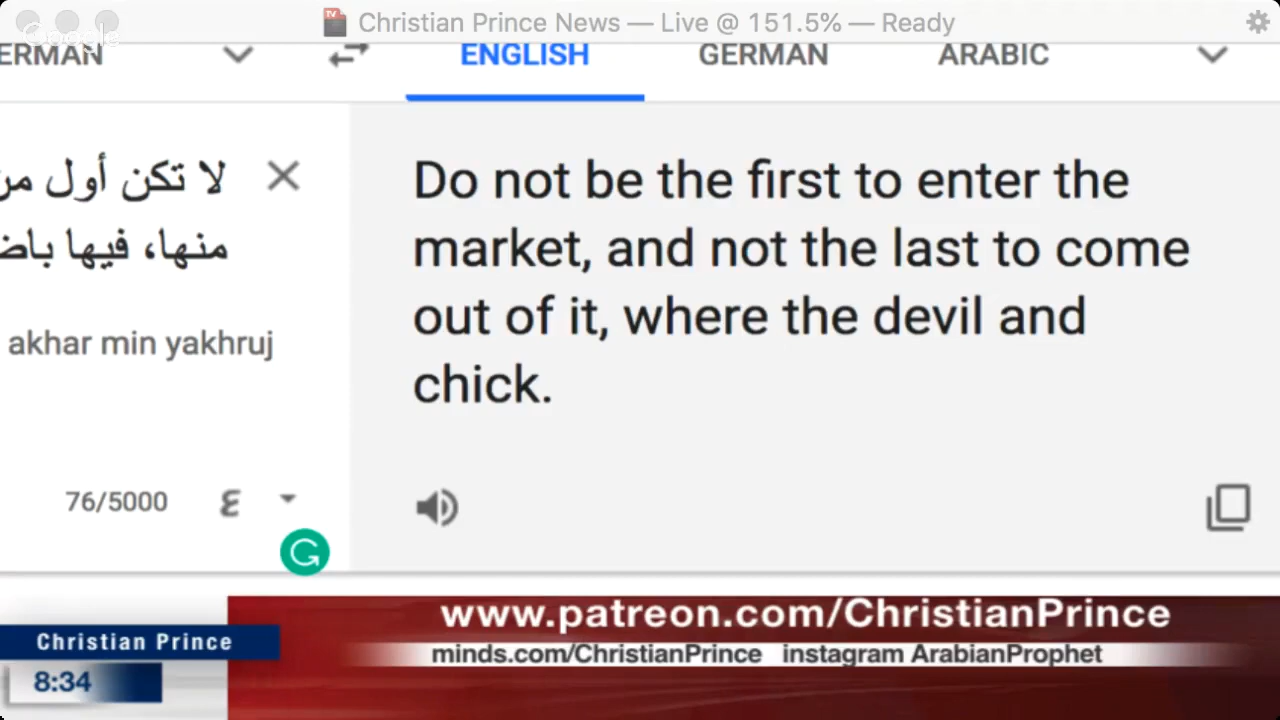 Google
Christian Prince News — Live @ 151.5% — Ready
ERMAN ENGLISH GERMAN ARABIC
لا تكن أول من
منها، فيها باض
akhar min yakhruj
76/5000 ع
Do not be the first to enter the
market, and not the last to come
out of it, where the devil and
chick.
www.patreon.com/ChristianPrince
minds.com/ChristianPrince instagram ArabianProphet
Christian Prince
8:34